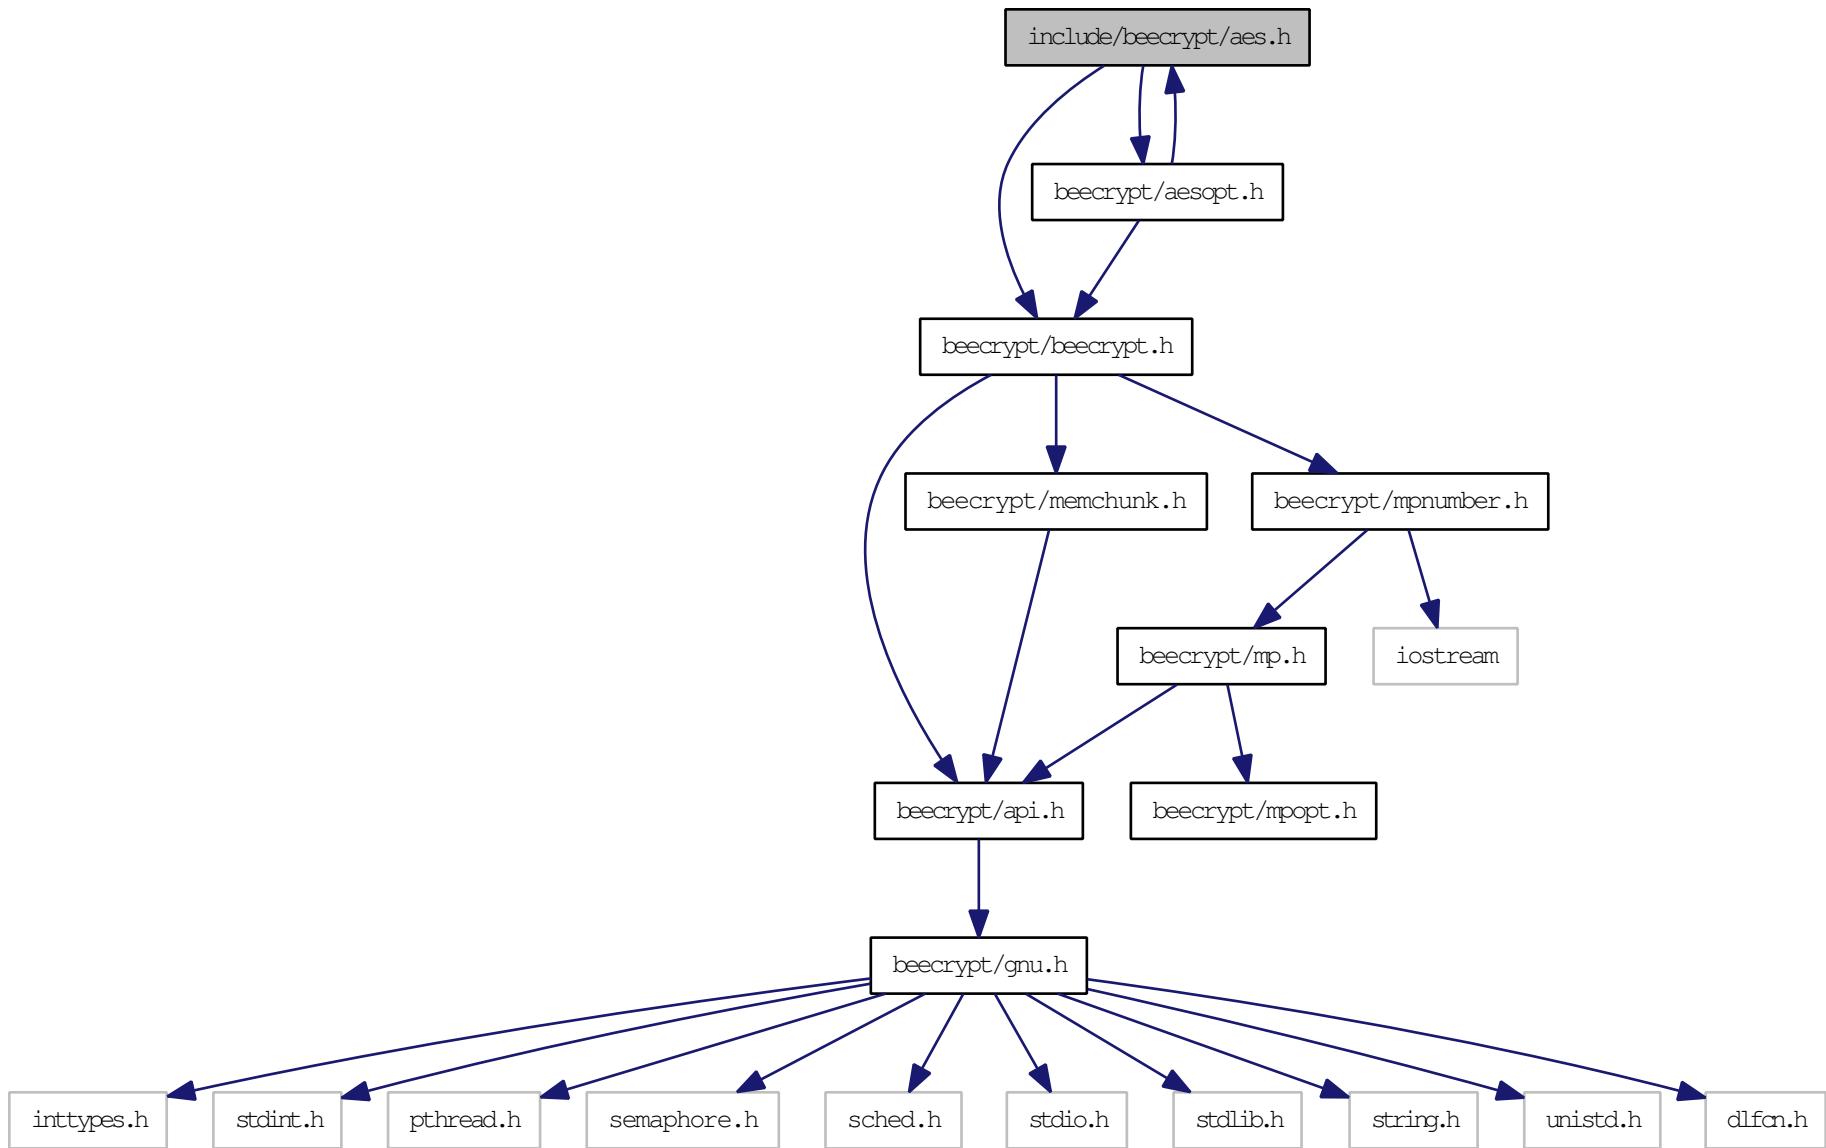 include/beecrypt/aes.h
beecrypt/aesopt.h
beecrypt/beecrypt.h
beecrypt/memchunk.h
beecrypt/mpnumber.h
beecrypt/mp.h
iostream
beecrypt/api.h
beecrypt/mpopt.h
beecrypt/gnu.h
inttypes.h
stdint.h
pthread.h
semaphore.h
sched.h
stdio.h
stdlib.h
string.h
unistd.h
dlfcn.h